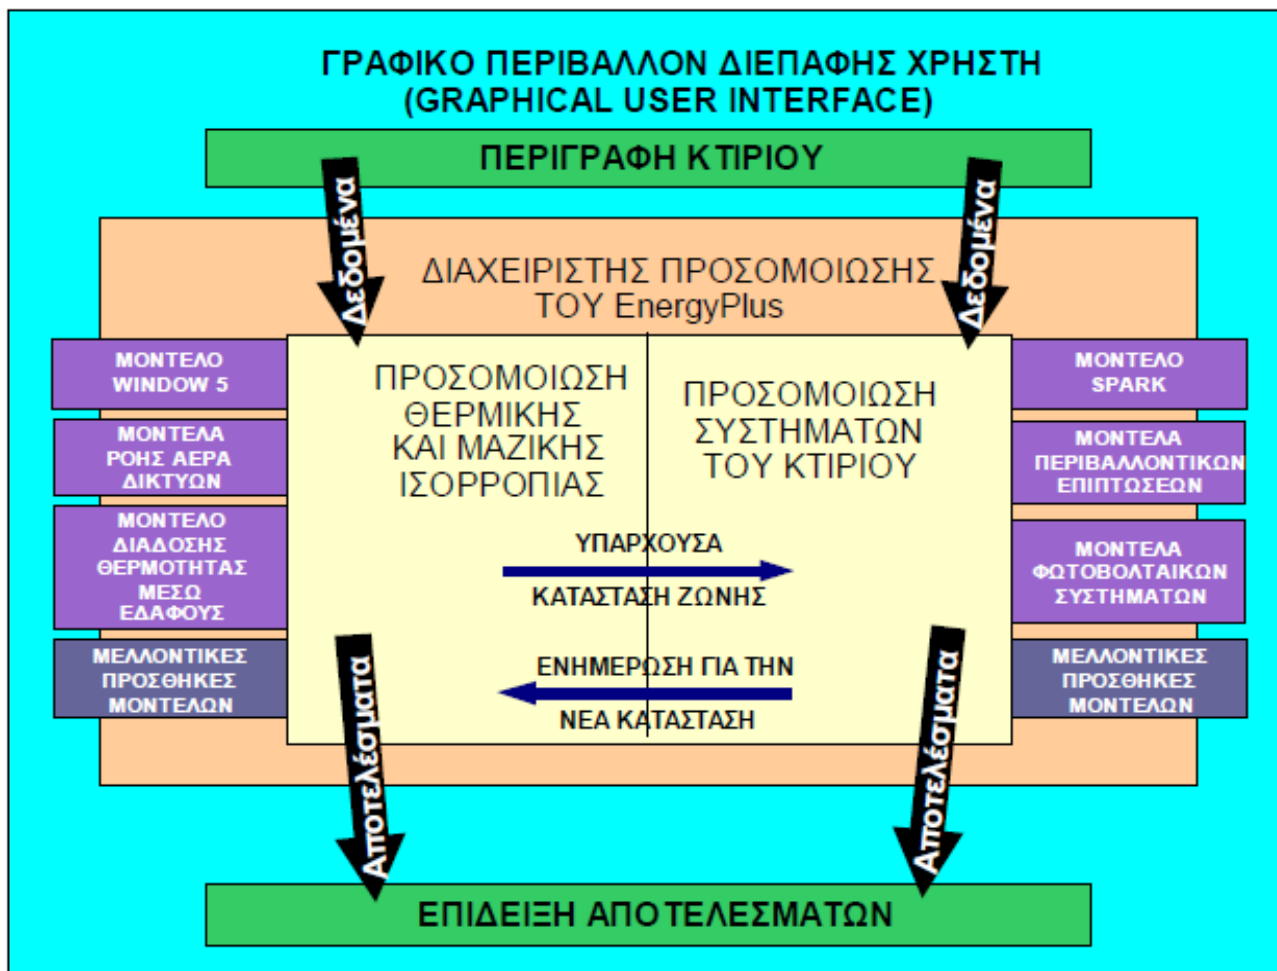 ΓΡΑΦΙΚΟ ΠΕΡΙΒΑΛΛΟΝ ΔΙΕΠΑΦΗΣ ΧΡΗΣΤΗ
(GRAPHICAL USER INTERFACE)
ΠΕΡΙΓΡΑΦΗ ΚΤΙΡΙΟΥ
Δεδομένα
Δεδομένα
ΔΙΑΧΕΙΡΙΣΤΗΣ ΠΡΟΣΟΜΟΙΩΣΗΣ
ΤΟΥ EnergyPlus
ΜΟΝΤΕΛΟ
WINDOW 5
ΜΟΝΤΕΛΑ
ΡΟΗΣ ΑΕΡΑ
ΔΙΚΤΥΩΝ
ΜΟΝΤΕΛΟ
ΔΙΑΔΟΣΗΣ
ΘΕΡΜΟΤΗΤΑΣ
ΜΕΣΩ
ΕΔΑΦΟΥΣ
ΜΕΛΛΟΝΤΙΚΕΣ
ΠΡΟΣΘΗΚΕΣ
ΜΟΝΤΕΛΩΝ
ΠΡΟΣΟΜΟΙΩΣΗ
ΘΕΡΜΙΚΗΣ
ΚΑΙ ΜΑΖΙΚΗΣ
ΙΣΟΡΡΟΠΙΑΣ
ΠΡΟΣΟΜΟΙΩΣΗ
ΣΥΣΤΗΜΑΤΩΝ
ΤΟΥ ΚΤΙΡΙΟΥ
ΥΠΑΡΧΟΥΣΑ
ΚΑΤΑΣΤΑΣΗ ΖΩΝΗΣ
ΕΝΗΜΕΡΩΣΗ ΓΙΑ ΤΗΝ
ΝΕΑ ΚΑΤΑΣΤΑΣΗ
ΜΟΝΤΕΛΟ
SPARK
ΜΟΝΤΕΛΑ
ΠΕΡΙΒΑΛΛΟΝΤΙΚΩΝ
ΕΠΙΠΤΩΣΕΩΝ
ΜΟΝΤΕΛΑ
ΦΩΤΟΒΟΛΤΑΙΚΩΝ
ΣΥΣΤΗΜΑΤΩΝ
ΜΕΛΛΟΝΤΙΚΕΣ
ΠΡΟΣΘΗΚΕΣ
ΜΟΝΤΕΛΩΝ
Αποτελέσματα
Αποτελέσματα
ΕΠΙΔΕΙΞΗ ΑΠΟΤΕΛΕΣΜΑΤΩΝ